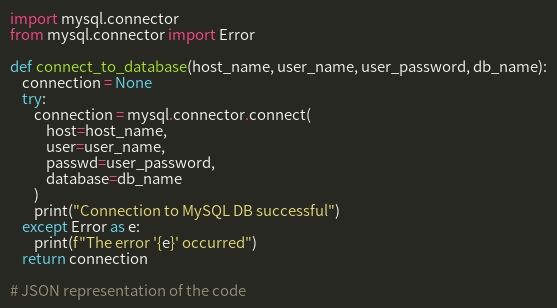 import mysql.connector
from mysql.connector import Error

def connect_to_database(host_name, user_name, user_password, db_name):
    connection = None
    try:
        connection = mysql.connector.connect(
            host=host_name,
            user=user_name,
            passwd=user_password,
            database=db_name
        )
        print("Connection to MySQL DB successful")
    except Error as e:
        print(f"The error '{e}' occurred")
    return connection

# JSON representation of the code